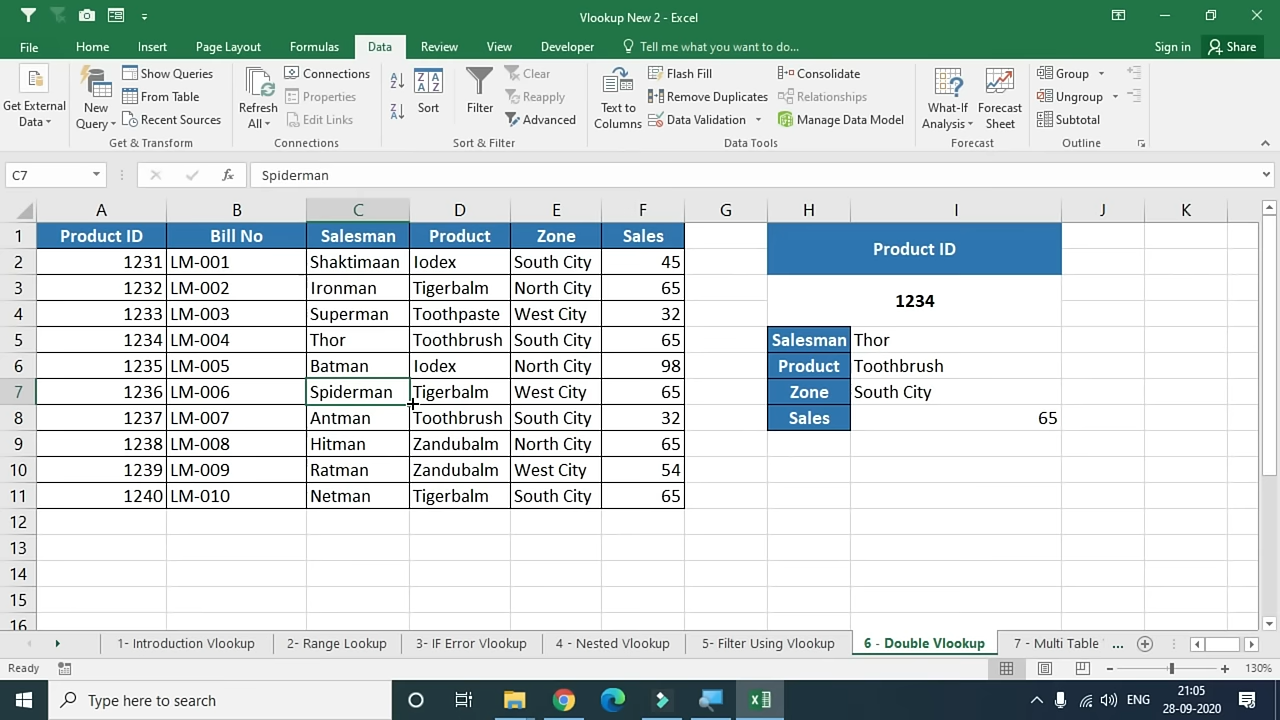 Vlookup New 2 - Excel
File Home Insert Page Layout Formulas Data Review View Developer Tell me what you want to do... Sign in Share
Get External Data
New Query
Show Queries
From Table
Recent Sources
Get & Transform
Refresh All
Connections
Properties
Edit Links
Connections
Sort
Filter
Clear
Reapply
Advanced
Sort & Filter
Text to Columns
Flash Fill
Remove Duplicates
Data Validation
Consolidate
Relationships
Manage Data Model
Data Tools
What-If Analysis
Forecast Sheet
Forecast
Group
Ungroup
Subtotal
Outline
C7 fx Spiderman
A B C D E F G H I J K
1 Product ID Bill No Salesman Product Zone Sales Product ID
2 1231 LM-001 Shaktimaan Iodex South City 45
3 1232 LM-002 Ironman Tigerbalm North City 65 1234
4 1233 LM-003 Superman Toothpaste West City 32
5 1234 LM-004 Thor Toothbrush South City 65 Salesman Thor
6 1235 LM-005 Batman Iodex North City 98 Product Toothbrush
7 1236 LM-006 Spiderman Tigerbalm West City 65 Zone South City
8 1237 LM-007 Antman Toothbrush South City 32 Sales 65
9 1238 LM-008 Hitman Zandubalm North City 65
10 1239 LM-009 Ratman Zandubalm West City 54
11 1240 LM-010 Netman Tigerbalm South City 65
12
13
14
15
16
1- Introduction Vlookup 2- Range Lookup 3- IF Error Vlookup 4 - Nested Vlookup 5- Filter Using Vlookup 6 - Double Vlookup 7 - Multi Table ...
Ready 130%
Type here to search ENG 21:05
28-09-2020